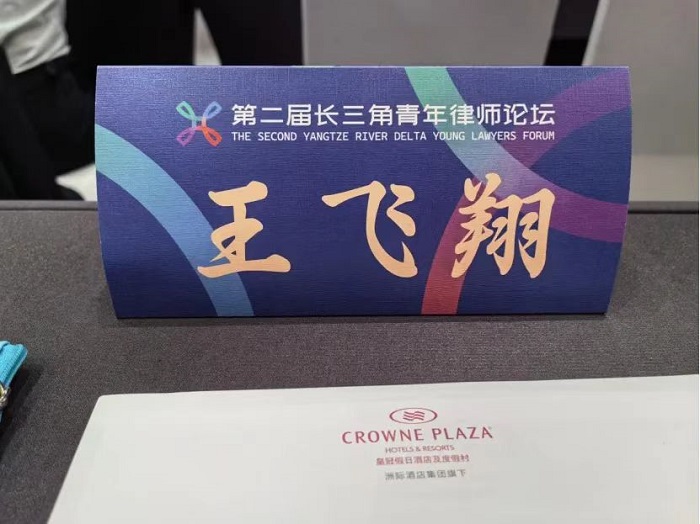 第二届长三角青年律师论坛
THE SECOND YANGTZE RIVER DELTA YOUNG LAWYERS FORUM
王飞翔
CROWNE PLAZA
HOTELS & RESORTS
皇冠假日酒店及度假村
洲际酒店集团旗下